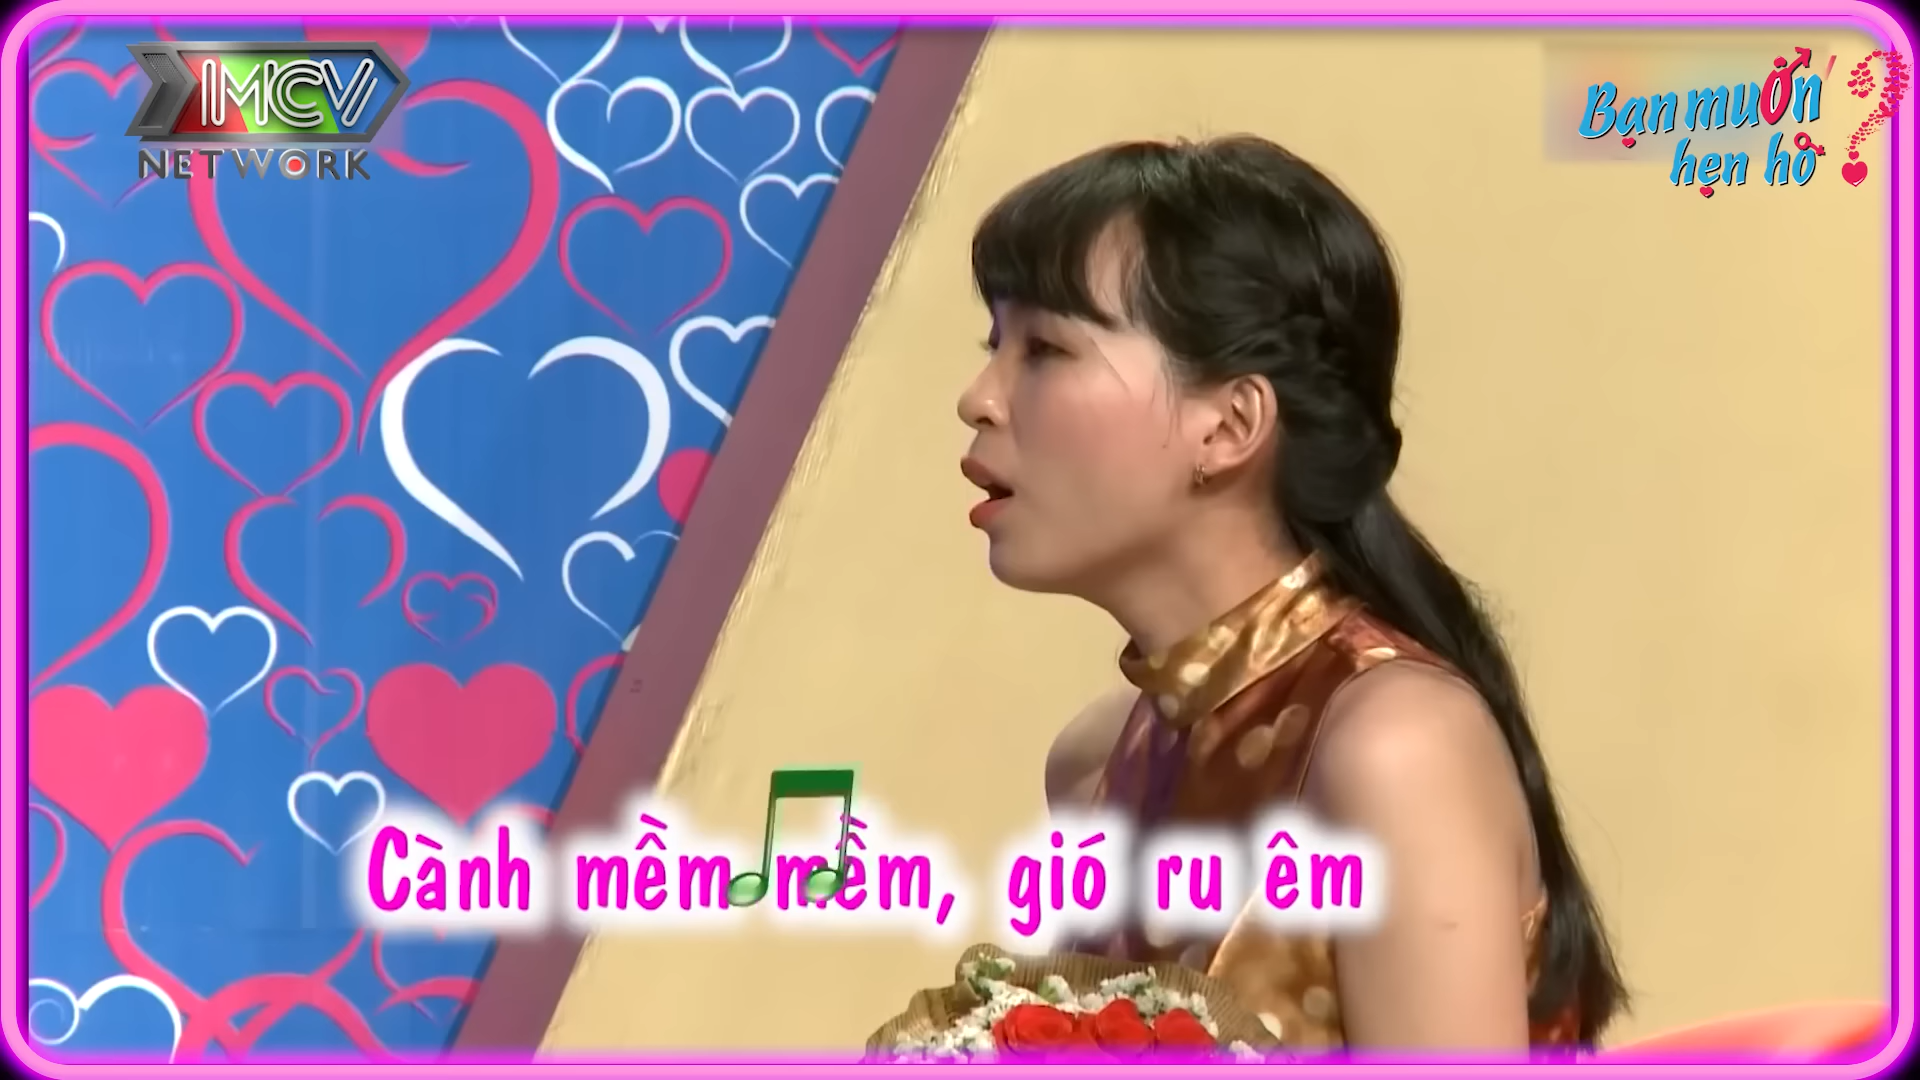 MCV
NETWORK
Bạn muốn
hẹn hò ?
Cành mềm mềm, gió ru êm